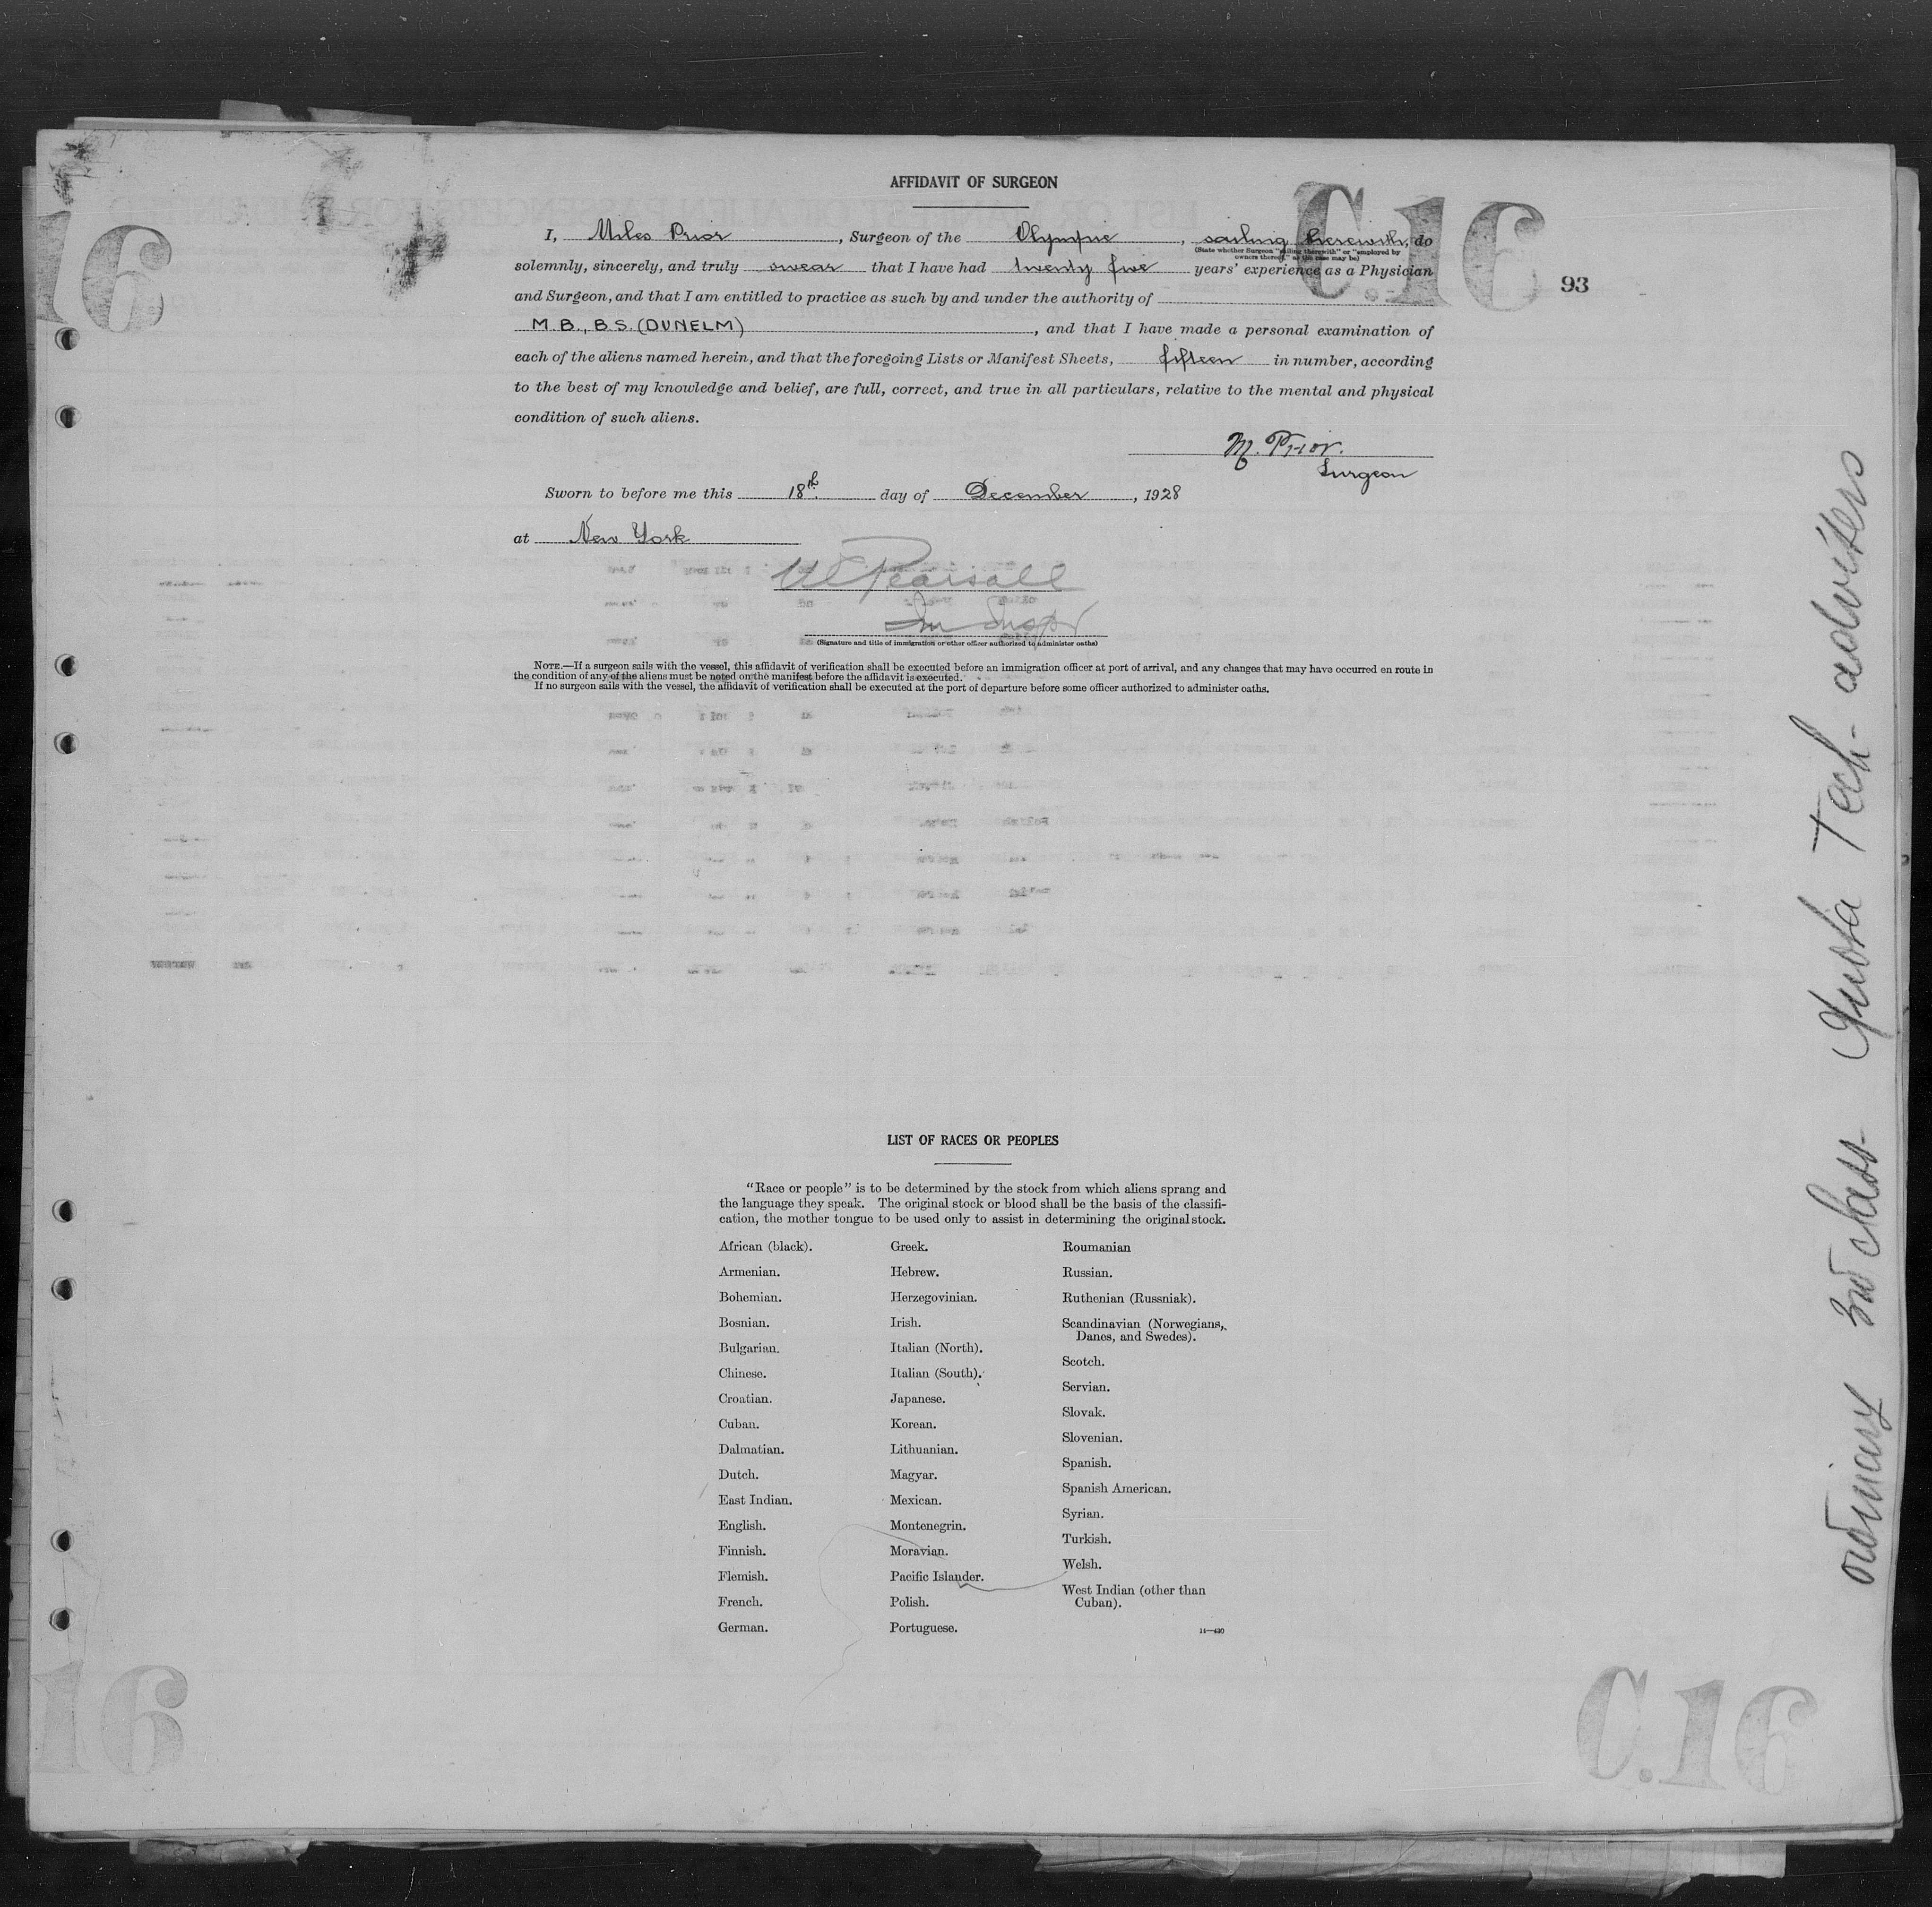 AFFIDAVIT OF SURGEON
C.16
16
93
I, Miles Prior, Surgeon of the Olympic, sailing herewith, do
(State whether Surgeon "sailing therewith" or "employed by
owners thereof," as the case may be)
solemnly, sincerely, and truly swear that I have had twenty five years' experience as a Physician
and Surgeon, and that I am entitled to practice as such by and under the authority of
M.B., B.S. (DUNELM), and that I have made a personal examination of
each of the aliens named herein, and that the foregoing Lists or Manifest Sheets, fifteen in number, according
to the best of my knowledge and belief, are full, correct, and true in all particulars, relative to the mental and physical
condition of such aliens.
M. Prior.
Surgeon
Sworn to before me this 18th day of December, 1928
at New York
Pearsall
Im Inspr
(Signature and title of immigration or other officer authorized to administer oaths)
NOTE.—If a surgeon sails with the vessel, this affidavit of verification shall be executed before an immigration officer at port of arrival, and any changes that may have occurred en route in
the condition of any of the aliens must be noted on the manifest before the affidavit is executed.
If no surgeon sails with the vessel, the affidavit of verification shall be executed at the port of departure before some officer authorized to administer oaths.
LIST OF RACES OR PEOPLES
"Race or people" is to be determined by the stock from which aliens sprang and
the language they speak. The original stock or blood shall be the basis of the classifi-
cation, the mother tongue to be used only to assist in determining the original stock.
African (black).
Armenian.
Bohemian.
Bosnian.
Bulgarian.
Chinese.
Croatian.
Cuban.
Dalmatian.
Dutch.
East Indian.
English.
Finnish.
Flemish.
French.
German.
Greek.
Hebrew.
Herzegovinian.
Irish.
Italian (North).
Italian (South).
Japanese.
Korean.
Lithuanian.
Magyar.
Mexican.
Montenegrin.
Moravian.
Pacific Islander.
Polish.
Portuguese.
Roumanian
Russian.
Ruthenian (Russniak).
Scandinavian (Norwegians,
Danes, and Swedes).
Scotch.
Servian.
Slovak.
Slovenian.
Spanish.
Spanish American.
Syrian.
Turkish.
Welsh.
West Indian (other than
Cuban).
14—430
ordinary 3rd class Quota Tech- admitters
16
C.16